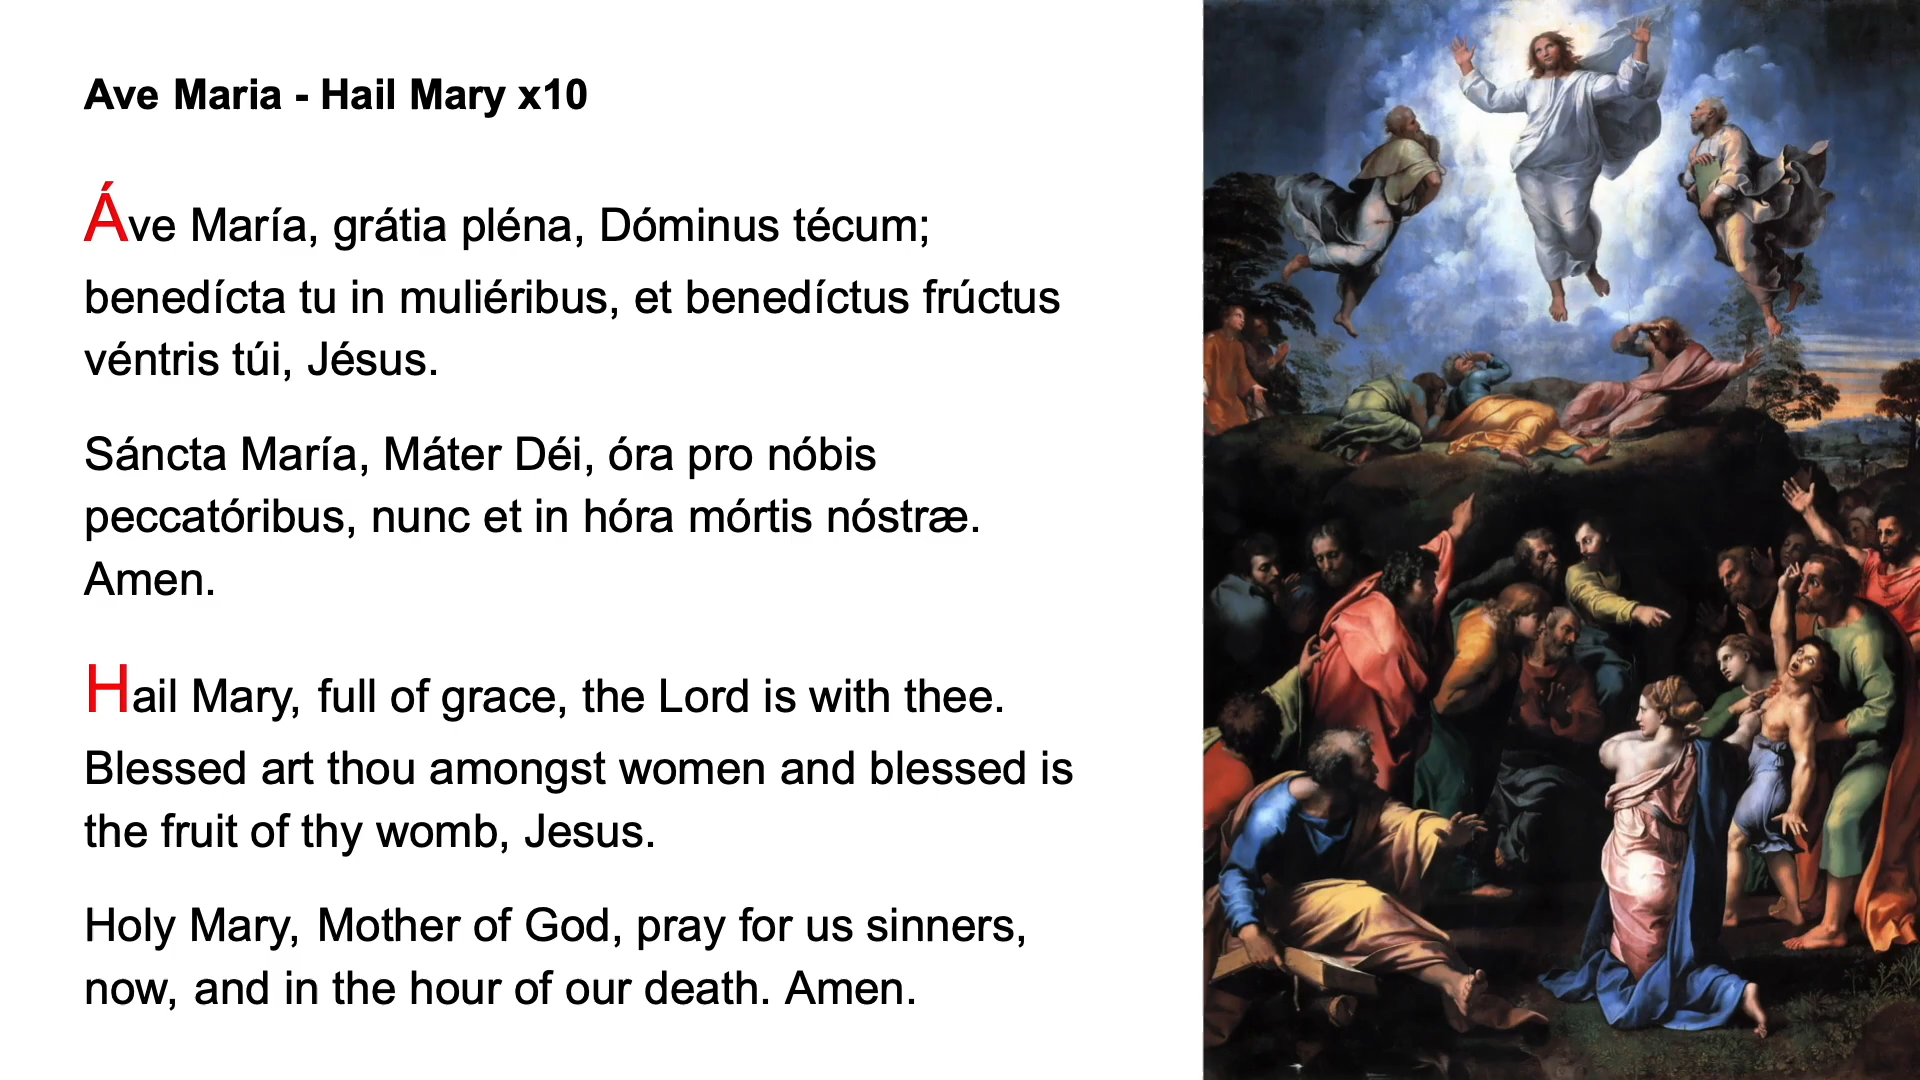 Ave Maria - Hail Mary x10
Áve María, grátia pléna, Dóminus técum;
benedícta tu in muliéribus, et benedíctus frúctus
véntris túi, Jésus.
Sáncta María, Máter Déi, óra pro nóbis
peccatóribus, nunc et in hóra mórtis nóstræ.
Amen.
Hail Mary, full of grace, the Lord is with thee.
Blessed art thou amongst women and blessed is
the fruit of thy womb, Jesus.
Holy Mary, Mother of God, pray for us sinners,
now, and in the hour of our death. Amen.